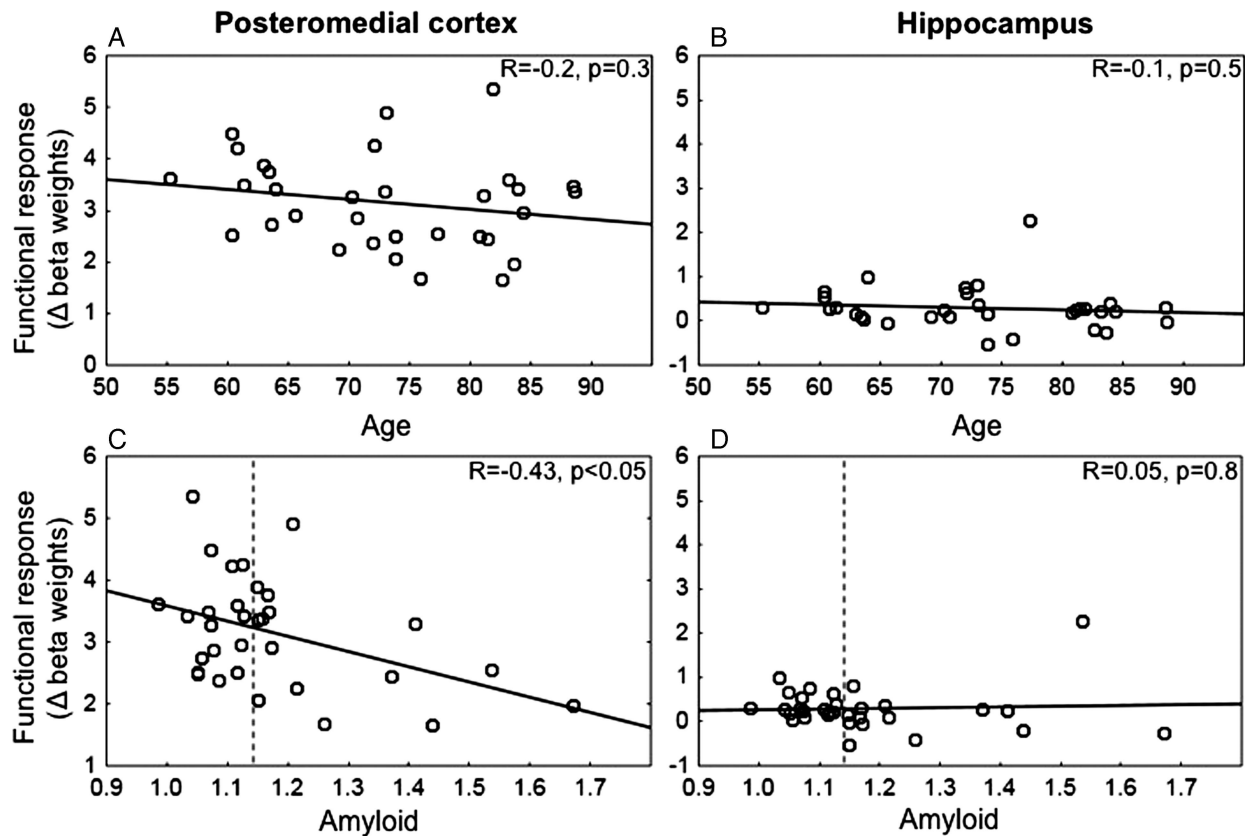 Posteromedial cortex
Hippocampus
A
R=-0.2, p=0.3
6
5
4
3
2
1
0
Functional response
(Δ beta weights)
50 55 60 65 70 75 80 85 90
Age
B
R=-0.1, p=0.5
6
5
4
3
2
1
0
-1
50 55 60 65 70 75 80 85 90
Age
C
R=-0.43, p<0.05
6
5
4
3
2
1
Functional response
(Δ beta weights)
0.9 1.0 1.1 1.2 1.3 1.4 1.5 1.6 1.7
Amyloid
D
R=0.05, p=0.8
6
5
4
3
2
1
0
-1
0.9 1.0 1.1 1.2 1.3 1.4 1.5 1.6 1.7
Amyloid